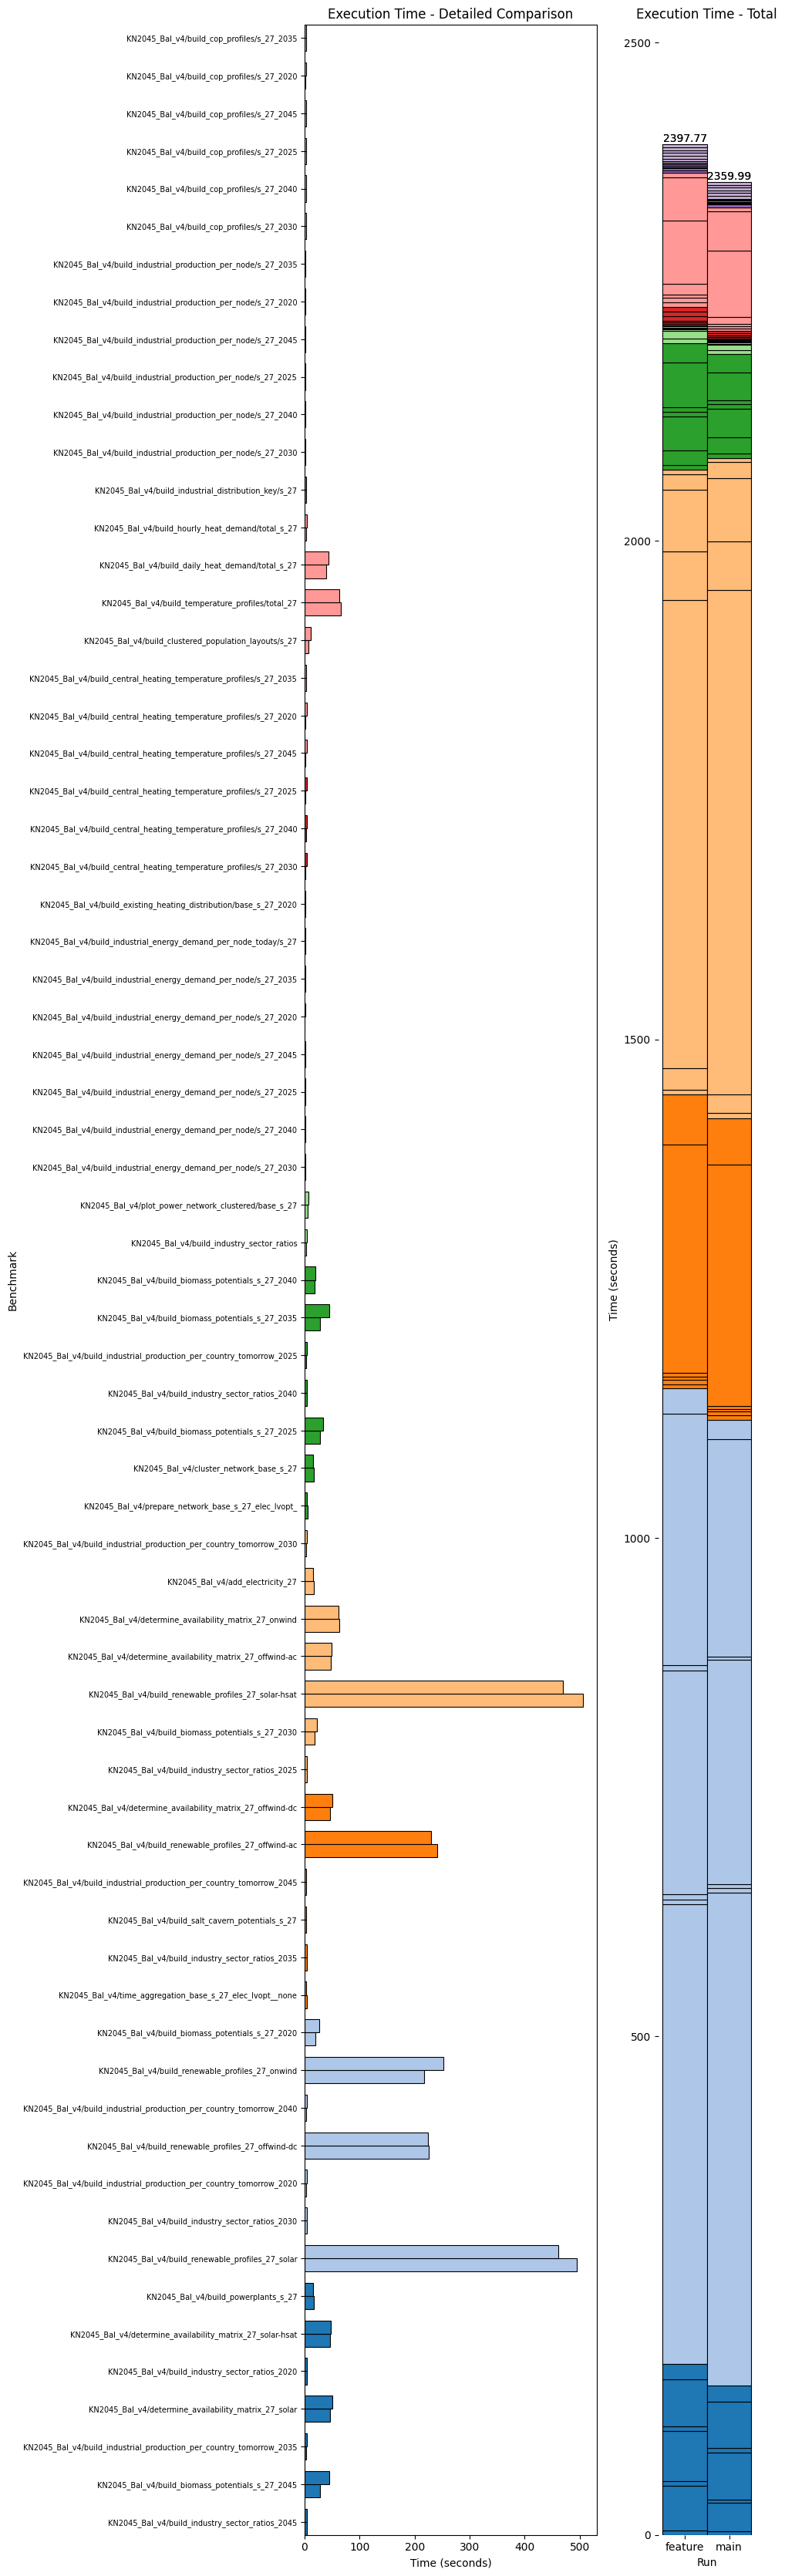 Execution Time - Detailed Comparison
Execution Time - Total
KN2045_Bal_v4/build_cop_profiles/s_27_2035
KN2045_Bal_v4/build_cop_profiles/s_27_2020
KN2045_Bal_v4/build_cop_profiles/s_27_2045
KN2045_Bal_v4/build_cop_profiles/s_27_2025
KN2045_Bal_v4/build_cop_profiles/s_27_2040
KN2045_Bal_v4/build_cop_profiles/s_27_2030
KN2045_Bal_v4/build_industrial_production_per_node/s_27_2035
KN2045_Bal_v4/build_industrial_production_per_node/s_27_2020
KN2045_Bal_v4/build_industrial_production_per_node/s_27_2045
KN2045_Bal_v4/build_industrial_production_per_node/s_27_2025
KN2045_Bal_v4/build_industrial_production_per_node/s_27_2040
KN2045_Bal_v4/build_industrial_production_per_node/s_27_2030
KN2045_Bal_v4/build_industrial_distribution_key/s_27
KN2045_Bal_v4/build_hourly_heat_demand/total_s_27
KN2045_Bal_v4/build_daily_heat_demand/total_s_27
KN2045_Bal_v4/build_temperature_profiles/total_27
KN2045_Bal_v4/build_clustered_population_layouts/s_27
KN2045_Bal_v4/build_central_heating_temperature_profiles/s_27_2035
KN2045_Bal_v4/build_central_heating_temperature_profiles/s_27_2020
KN2045_Bal_v4/build_central_heating_temperature_profiles/s_27_2045
KN2045_Bal_v4/build_central_heating_temperature_profiles/s_27_2025
KN2045_Bal_v4/build_central_heating_temperature_profiles/s_27_2040
KN2045_Bal_v4/build_central_heating_temperature_profiles/s_27_2030
KN2045_Bal_v4/build_existing_heating_distribution/base_s_27_2020
KN2045_Bal_v4/build_industrial_energy_demand_per_node_today/s_27
KN2045_Bal_v4/build_industrial_energy_demand_per_node/s_27_2035
KN2045_Bal_v4/build_industrial_energy_demand_per_node/s_27_2020
KN2045_Bal_v4/build_industrial_energy_demand_per_node/s_27_2045
KN2045_Bal_v4/build_industrial_energy_demand_per_node/s_27_2025
KN2045_Bal_v4/build_industrial_energy_demand_per_node/s_27_2040
KN2045_Bal_v4/build_industrial_energy_demand_per_node/s_27_2030
KN2045_Bal_v4/plot_power_network_clustered/base_s_27
KN2045_Bal_v4/build_industry_sector_ratios
KN2045_Bal_v4/build_biomass_potentials_s_27_2040
KN2045_Bal_v4/build_biomass_potentials_s_27_2035
KN2045_Bal_v4/build_industrial_production_per_country_tomorrow_2025
KN2045_Bal_v4/build_industry_sector_ratios_2040
KN2045_Bal_v4/build_biomass_potentials_s_27_2025
KN2045_Bal_v4/cluster_network_base_s_27
KN2045_Bal_v4/prepare_network_base_s_27_elec_lvopt_
KN2045_Bal_v4/build_industrial_production_per_country_tomorrow_2030
KN2045_Bal_v4/add_electricity_27
KN2045_Bal_v4/determine_availability_matrix_27_onwind
KN2045_Bal_v4/determine_availability_matrix_27_offwind-ac
KN2045_Bal_v4/build_renewable_profiles_27_solar-hsat
KN2045_Bal_v4/build_biomass_potentials_s_27_2030
KN2045_Bal_v4/build_industry_sector_ratios_2025
KN2045_Bal_v4/determine_availability_matrix_27_offwind-dc
KN2045_Bal_v4/build_renewable_profiles_27_offwind-ac
KN2045_Bal_v4/build_industrial_production_per_country_tomorrow_2045
KN2045_Bal_v4/build_salt_cavern_potentials_s_27
KN2045_Bal_v4/build_industry_sector_ratios_2035
KN2045_Bal_v4/time_aggregation_base_s_27_elec_lvopt__none
KN2045_Bal_v4/build_biomass_potentials_s_27_2020
KN2045_Bal_v4/build_renewable_profiles_27_onwind
KN2045_Bal_v4/build_industrial_production_per_country_tomorrow_2040
KN2045_Bal_v4/build_renewable_profiles_27_offwind-dc
KN2045_Bal_v4/build_industrial_production_per_country_tomorrow_2020
KN2045_Bal_v4/build_industry_sector_ratios_2030
KN2045_Bal_v4/build_renewable_profiles_27_solar
KN2045_Bal_v4/build_powerplants_s_27
KN2045_Bal_v4/determine_availability_matrix_27_solar-hsat
KN2045_Bal_v4/build_industry_sector_ratios_2020
KN2045_Bal_v4/determine_availability_matrix_27_solar
KN2045_Bal_v4/build_industrial_production_per_country_tomorrow_2035
KN2045_Bal_v4/build_biomass_potentials_s_27_2045
KN2045_Bal_v4/build_industry_sector_ratios_2045
Benchmark
0 100 200 300 400 500
Time (seconds)
2500
2000
1500
1000
500
0
Time (seconds)
2397.77
2359.99
feature main
Run